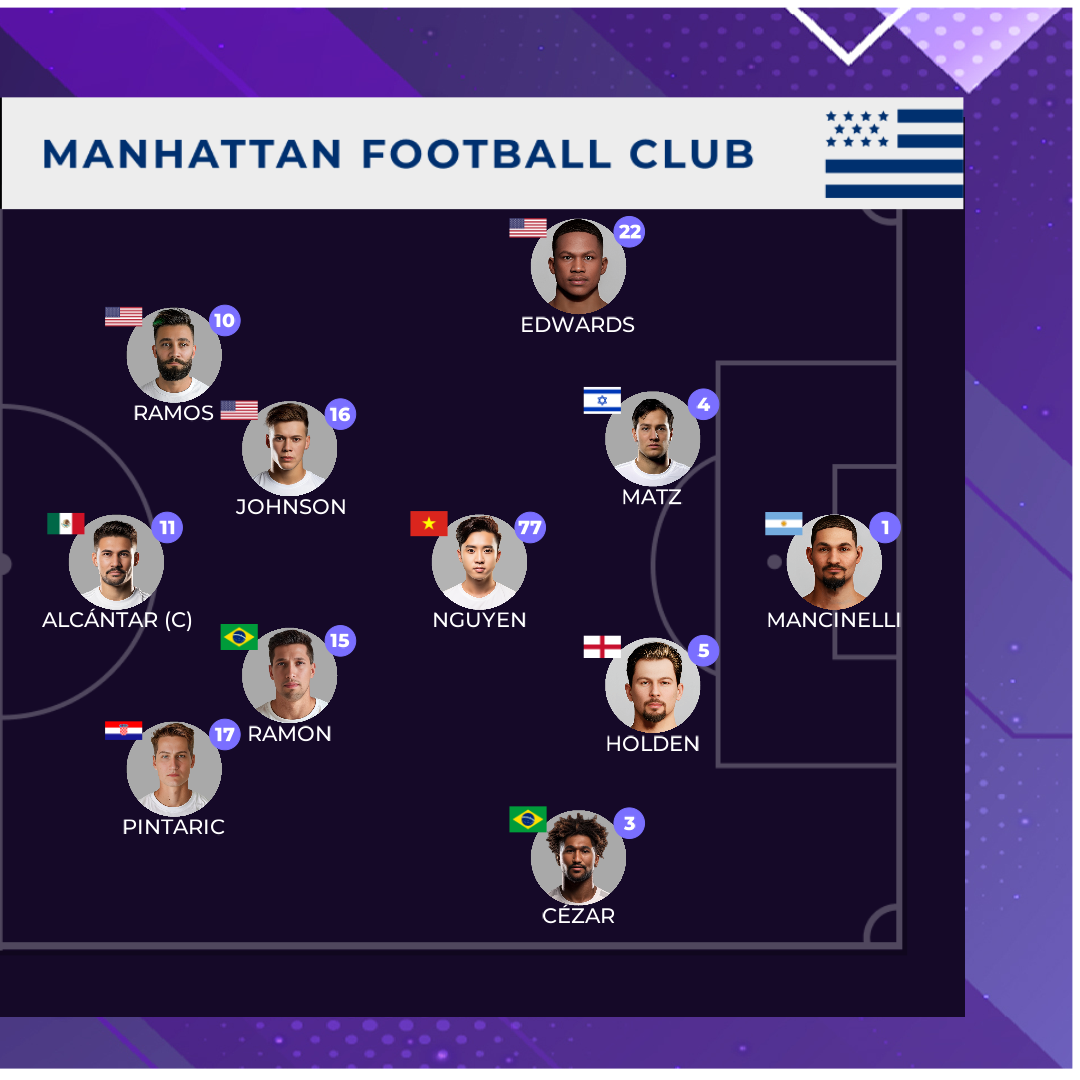 MANHATTAN FOOTBALL CLUB
22
EDWARDS
10
RAMOS
16
JOHNSON
4
MATZ
11
ALCÁNTAR (C)
77
NGUYEN
1
MANCINELLI
15
RAMON
5
HOLDEN
17
PINTARIC
3
CÉZAR